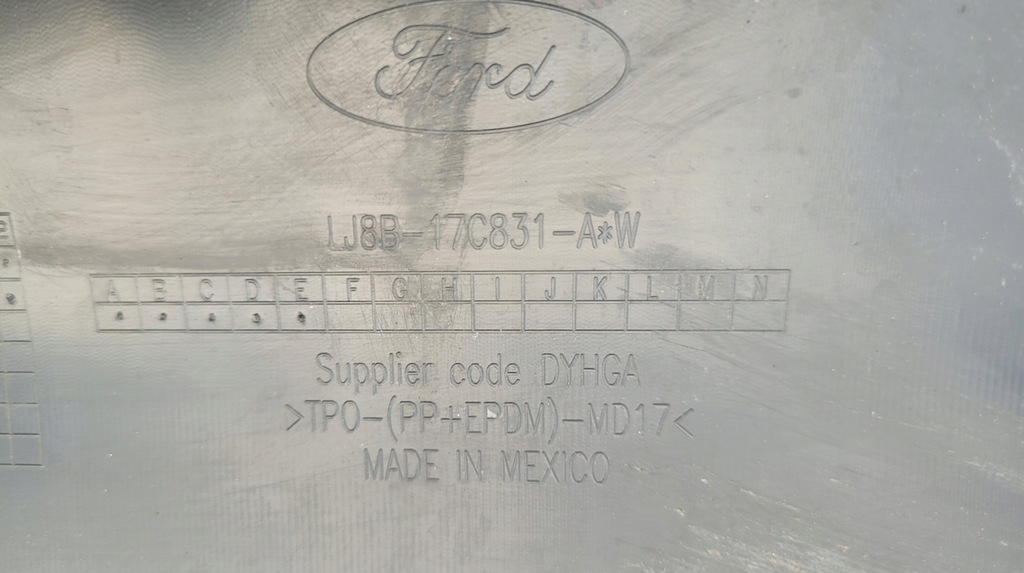 Ford
LJ8B-17C831-A*W
A B C D E F G H I J K L M N
Supplier code DYHGA
>TPO-(PP+EPDM)-MD17<
MADE IN MEXICO